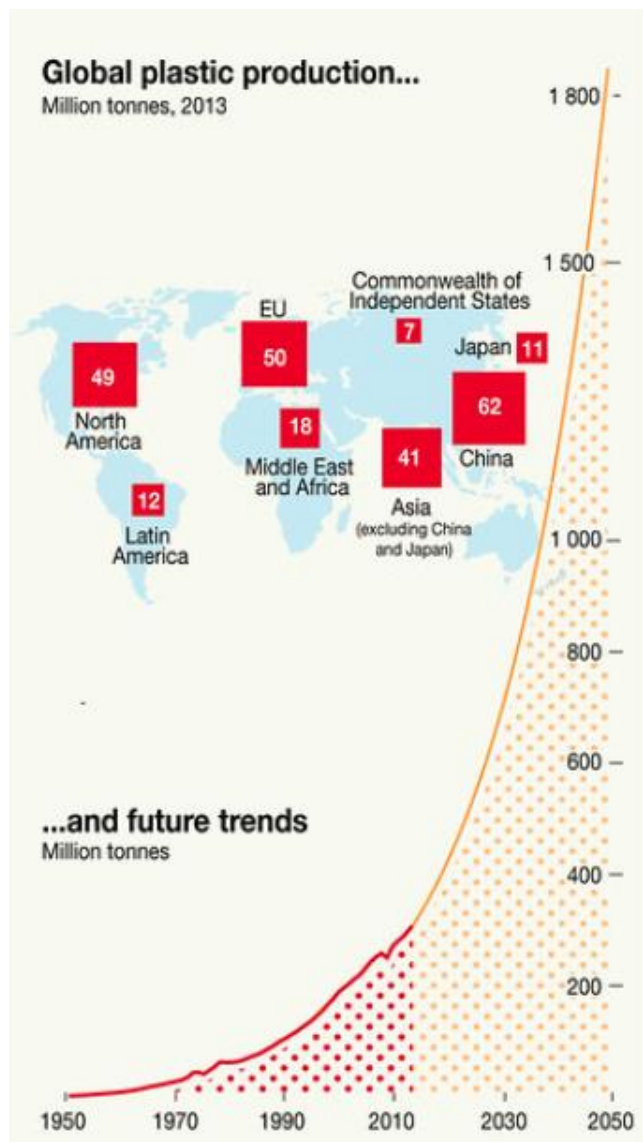 Global plastic production...
Million tonnes, 2013
1 800
1 500
Commonwealth of
Independent States
7
EU
50
Japan 11
49
North
America
62
China
18
Middle East
and Africa
41
Asia
(excluding China
and Japan)
12
Latin
America
1 000
800
600
...and future trends
Million tonnes
400
200
1950 1970 1990 2010 2030 2050